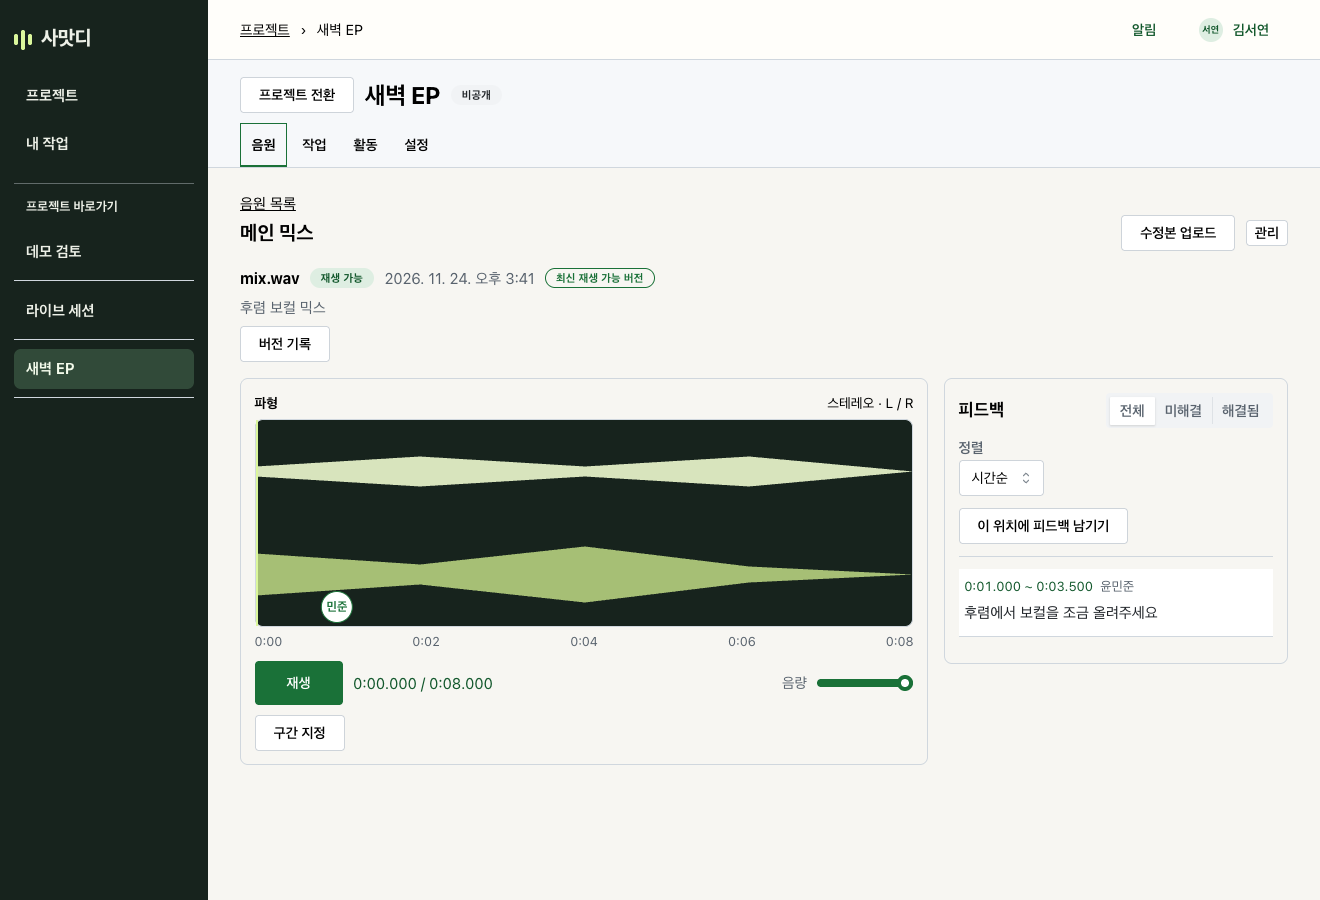 사맛디
프로젝트
내 작업
프로젝트 바로가기
데모 검토
라이브 세션
새벽 EP
프로젝트 › 새벽 EP
알림
서연 김서연
프로젝트 전환 새벽 EP 비공개
음원 작업 활동 설정
음원 목록
메인 믹스
수정본 업로드 관리
mix.wav 재생 가능 2026. 11. 24. 오후 3:41 최신 재생 가능 버전
후렴 보컬 믹스
버전 기록
파형 스테레오 · L / R
민준
0:00 0:02 0:04 0:06 0:08
재생 0:00.000 / 0:08.000 음량
구간 지정
피드백 전체 미해결 해결됨
정렬
시간순
이 위치에 피드백 남기기
0:01.000 ~ 0:03.500 윤민준
후렴에서 보컬을 조금 올려주세요